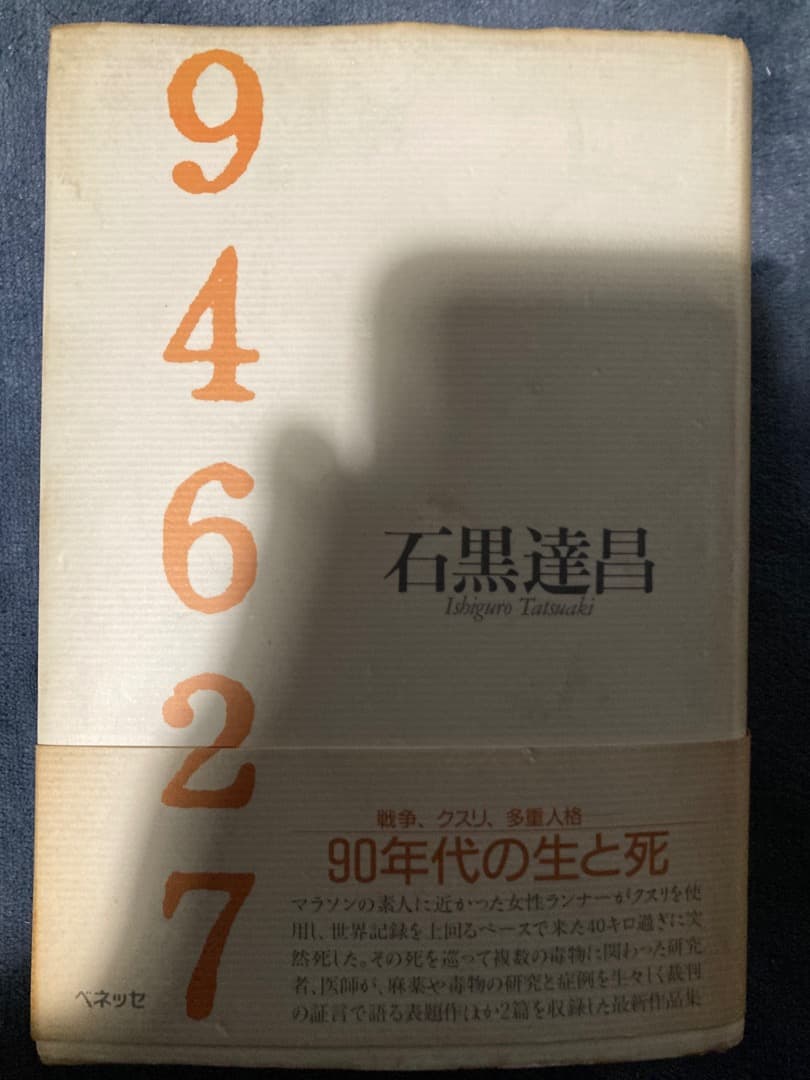 94627
石黒達昌
Ishiguro Tatsuaki
戦争、クスリ、多重人格
90年代の生と死
マラソンの素人に近かった女性ランナーがクスリを使
用し、世界記録を上回るペースで来た40キロ過ぎに突
然死した。その死を巡って複数の毒物に関わった研究
者、医師が、麻薬や毒物の研究と症例を生々しく裁判
の証言で語る表題作ほか2篇を収録した最新作品集
ベネッセ